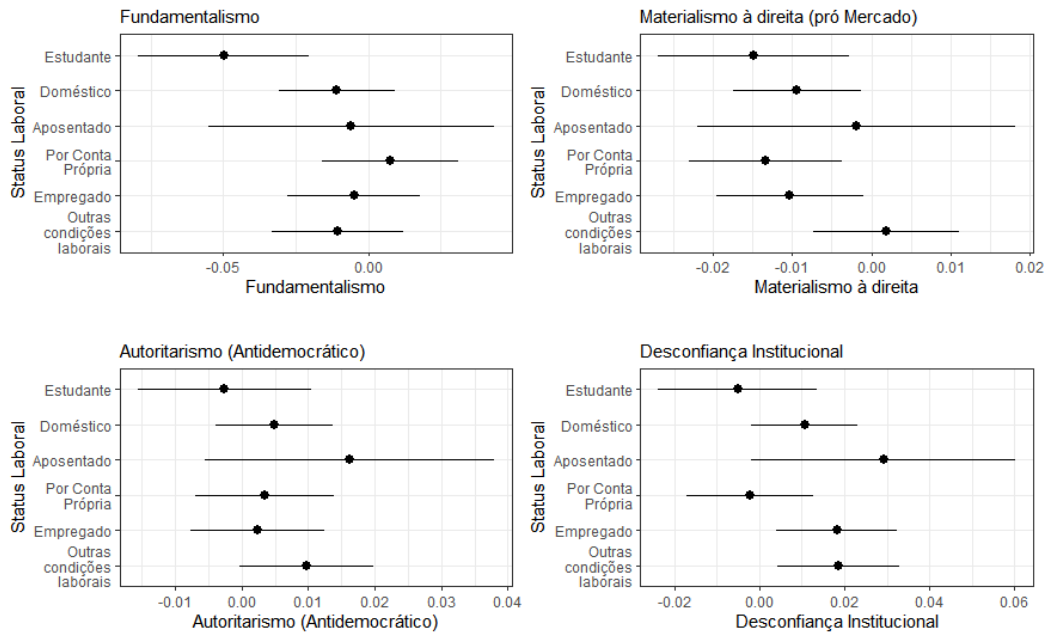 Fundamentalismo
Status Laboral
Estudante
Doméstico
Aposentado
Por Conta
Própria
Empregado
Outras
condições
laborais
-0.05
0.00
Fundamentalismo
Materialismo à direita (pró Mercado)
Status Laboral
Estudante
Doméstico
Aposentado
Por Conta
Própria
Empregado
Outras
condições
laborais
-0.02
-0.01
0.00
0.01
0.02
Materialismo à direita
Autoritarismo (Antidemocrático)
Status Laboral
Estudante
Doméstico
Aposentado
Por Conta
Própria
Empregado
Outras
condições
laborais
-0.01
0.00
0.01
0.02
0.03
0.04
Autoritarismo (Antidemocrático)
Desconfiança Institucional
Status Laboral
Estudante
Doméstico
Aposentado
Por Conta
Própria
Empregado
Outras
condições
laborais
-0.02
0.00
0.02
0.04
0.06
Desconfiança Institucional